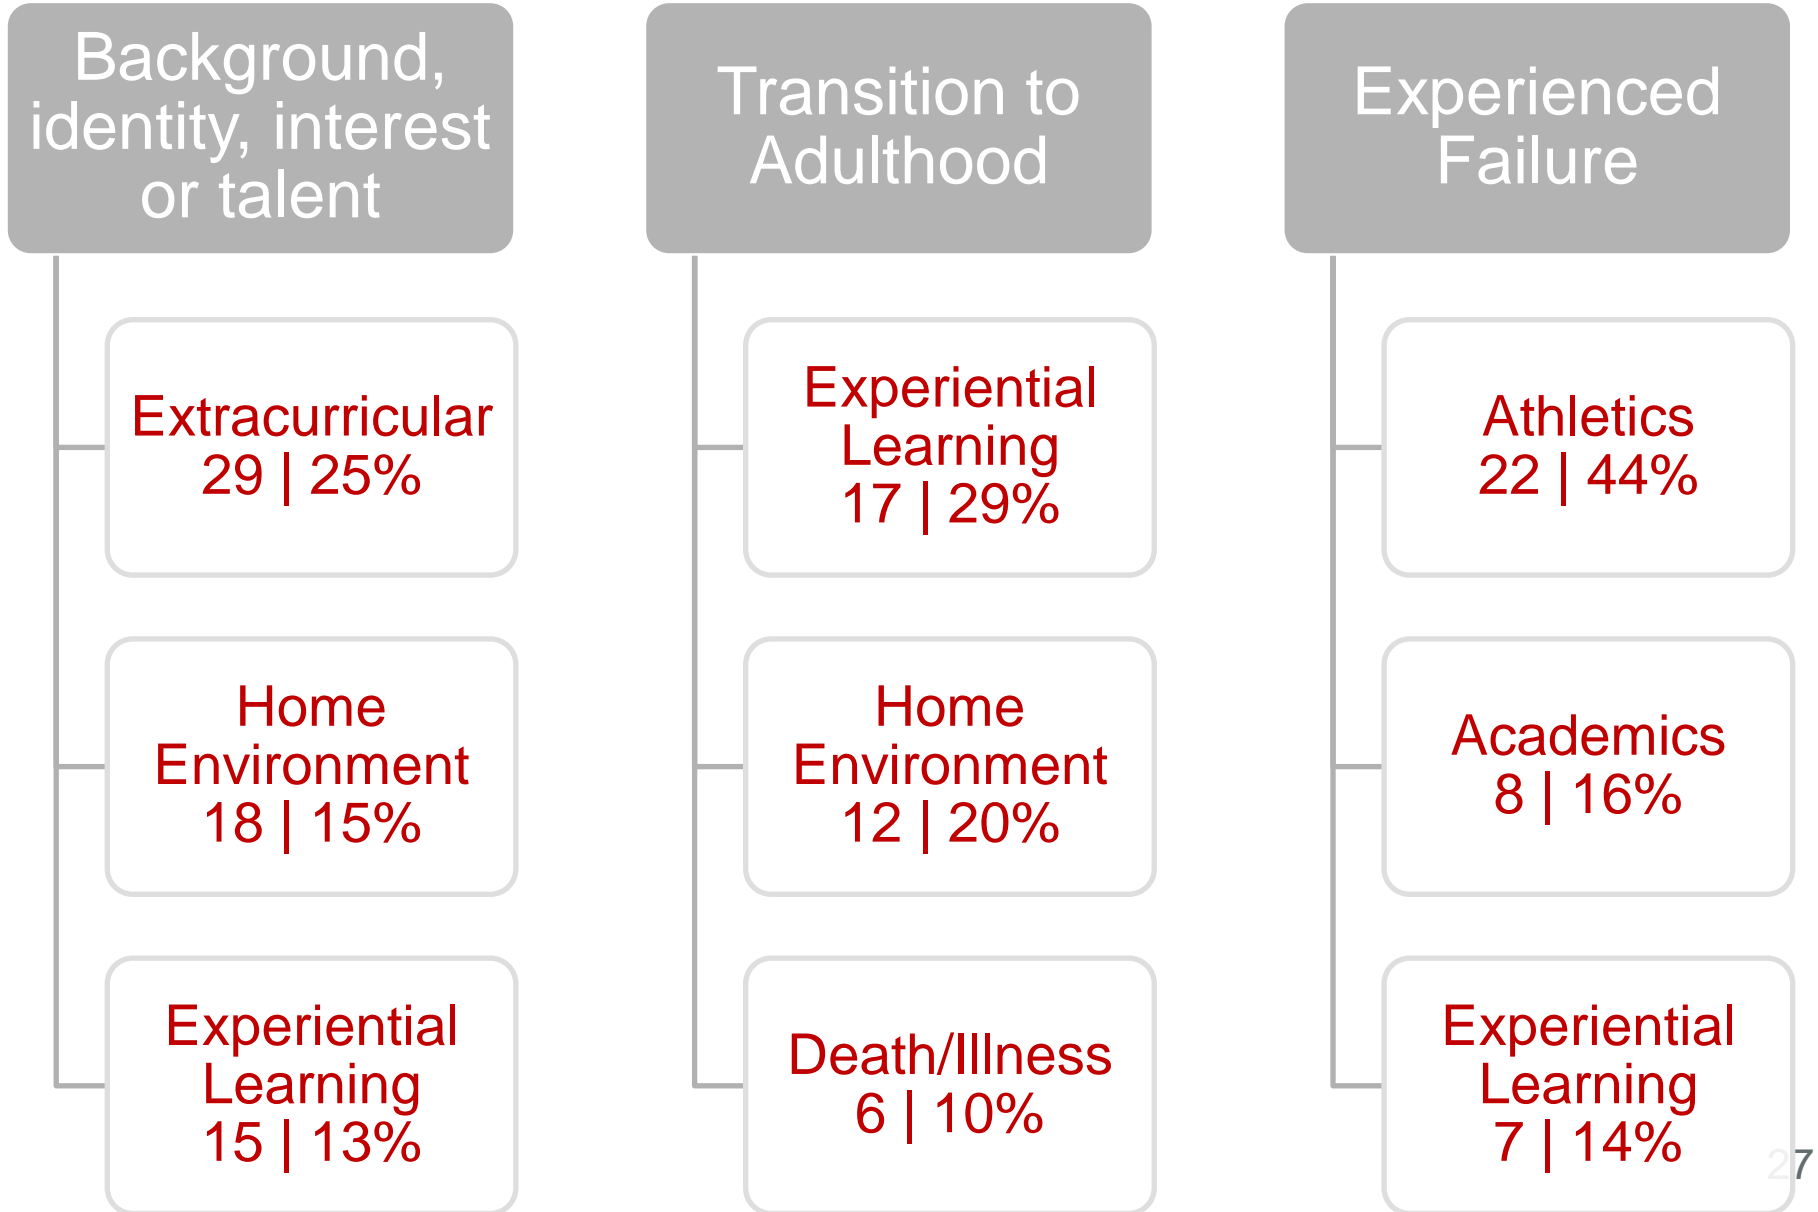 Background,
identity, interest
or talent
Extracurricular
29 | 25%
Home
Environment
18 | 15%
Experiential
Learning
15 | 13%
Transition to
Adulthood
Experiential
Learning
17 | 29%
Home
Environment
12 | 20%
Death/Illness
6 | 10%
Experienced
Failure
Athletics
22 | 44%
Academics
8 | 16%
Experiential
Learning
7 | 14%
27